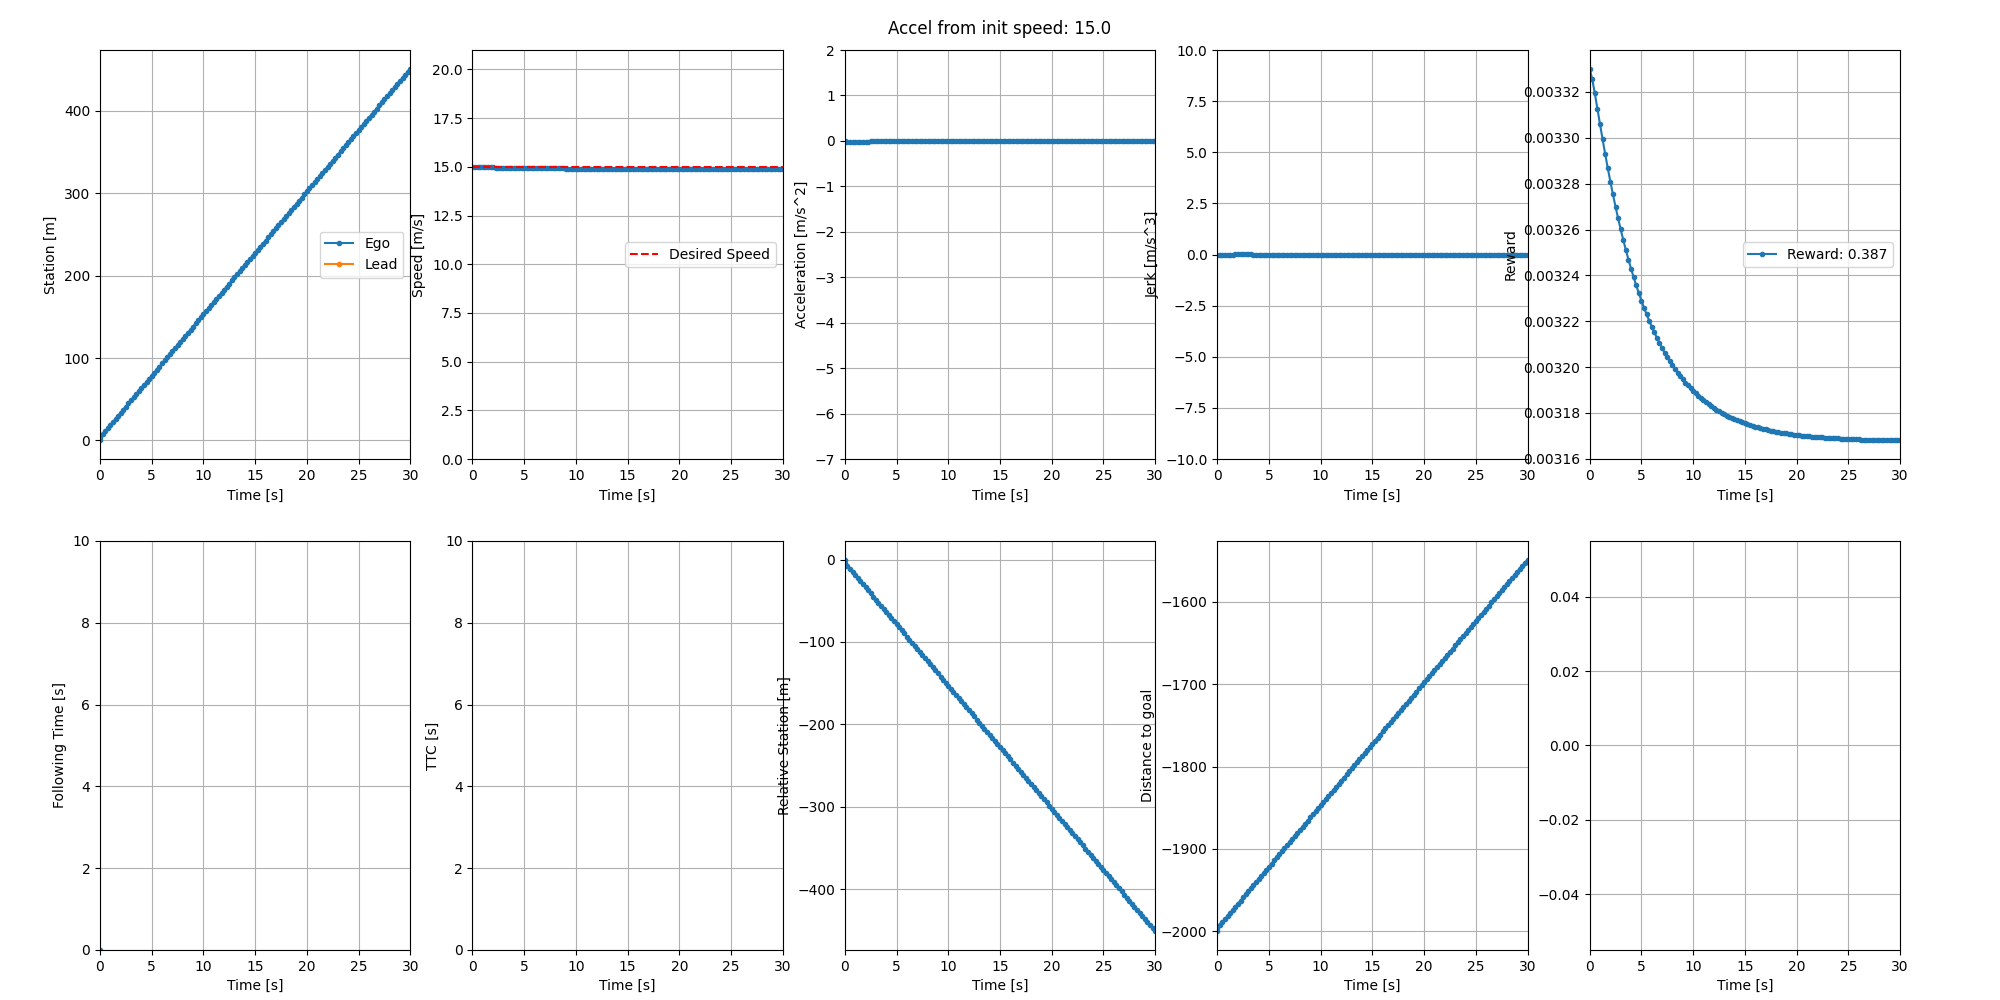 Accel from init speed: 15.0
Station [m]
400
300
200
100
0
0 5 10 15 20 25 30
Time [s]
Ego
Lead
Speed [m/s]
20.0
17.5
15.0
12.5
10.0
7.5
5.0
2.5
0.0
0 5 10 15 20 25 30
Time [s]
Desired Speed
Acceleration [m/s^2]
2
1
0
−1
−2
−3
−4
−5
−6
−7
0 5 10 15 20 25 30
Time [s]
Jerk [m/s^3]
10.0
7.5
5.0
2.5
0.0
−2.5
−5.0
−7.5
−10.0
0 5 10 15 20 25 30
Time [s]
Reward
0.00332
0.00330
0.00328
0.00326
0.00324
0.00322
0.00320
0.00318
0.00316
0 5 10 15 20 25 30
Time [s]
Reward: 0.387
Following Time [s]
10
8
6
4
2
0
0 5 10 15 20 25 30
Time [s]
TTC [s]
10
8
6
4
2
0
0 5 10 15 20 25 30
Time [s]
Relative Station [m]
0
−100
−200
−300
−400
0 5 10 15 20 25 30
Time [s]
Distance to goal
−1600
−1700
−1800
−1900
−2000
0 5 10 15 20 25 30
Time [s]
0.04
0.02
0.00
−0.02
−0.04
0 5 10 15 20 25 30
Time [s]